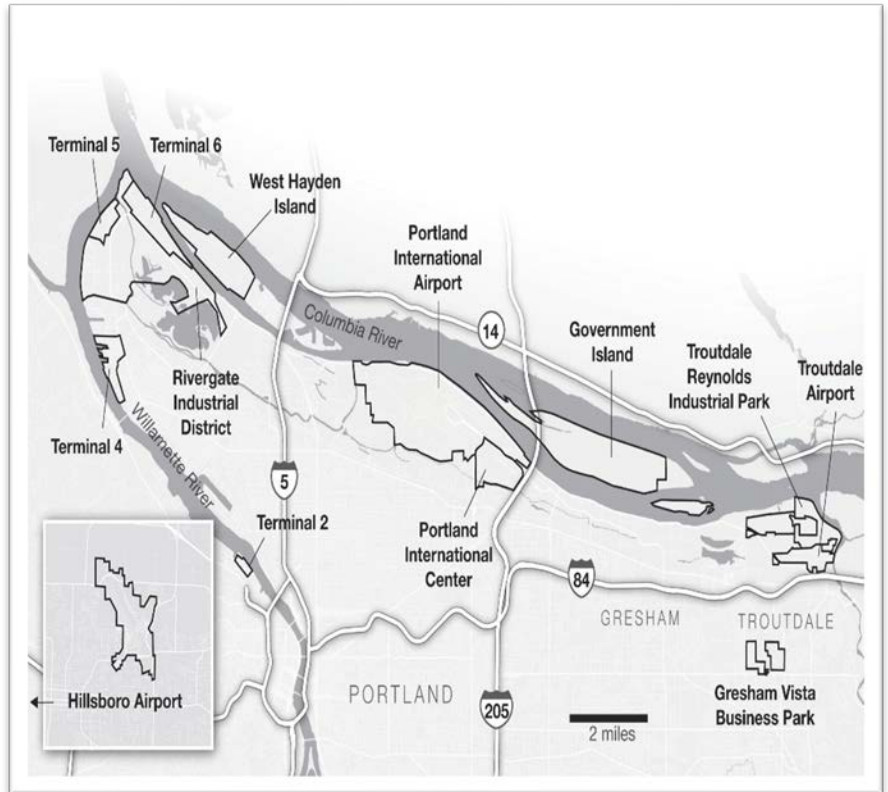 Terminal 5
Terminal 6
West Hayden
Island
Portland
International
Airport
Columbia River
14
Government
Island
Troutdale
Reynolds
Industrial Park
Troutdale
Airport
Rivergate
Industrial
District
Terminal 4
Willamette River
5
Terminal 2
Portland
International
Center
84
GRESHAM
TROUTDALE
Hillsboro Airport
PORTLAND
205
2 miles
Gresham Vista
Business Park